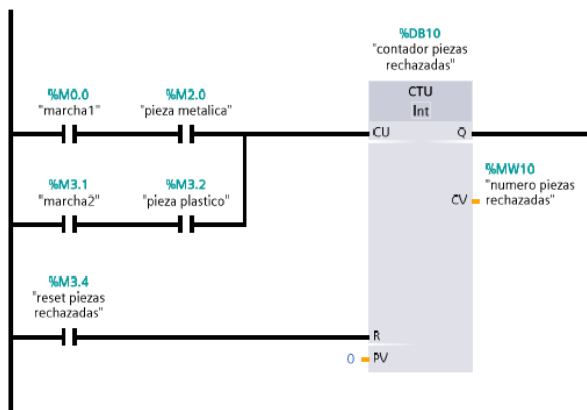 %DB10
"contador piezas
rechazadas"
%M0.0
"marcha1"
%M2.0
"pieza metalica"
CTU
Int
CU
Q
%M3.1
"marcha2"
%M3.2
"pieza plastico"
%MW10
"numero piezas
rechazadas"
CV
%M3.4
"reset piezas
rechazadas"
R
0
PV